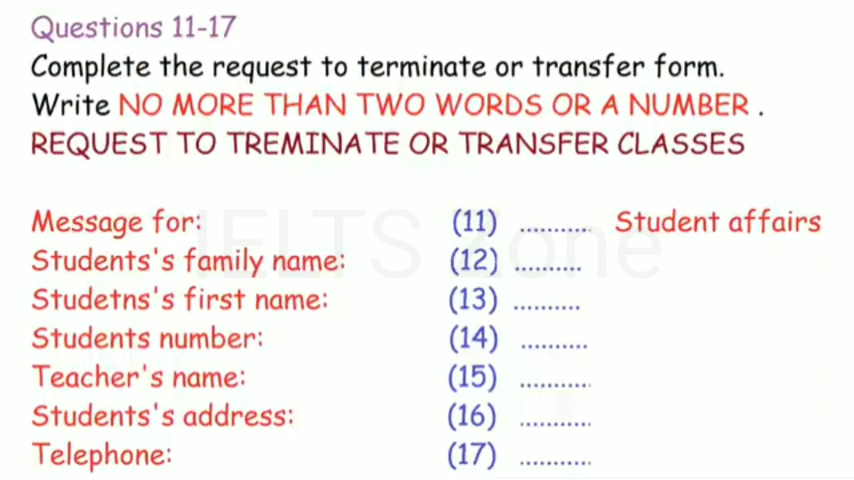 Questions 11-17
Complete the request to terminate or transfer form.
Write NO MORE THAN TWO WORDS OR A NUMBER .
REQUEST TO TREMINATE OR TRANSFER CLASSES
Message for: (11) ........... Student affairs
Students's family name: (12) ..........
Studetns's first name: (13) ..........
Students number: (14) ..........
Teacher's name: (15) ...........
Students's address: (16) ...........
Telephone: (17) ...........
IELTS Zone